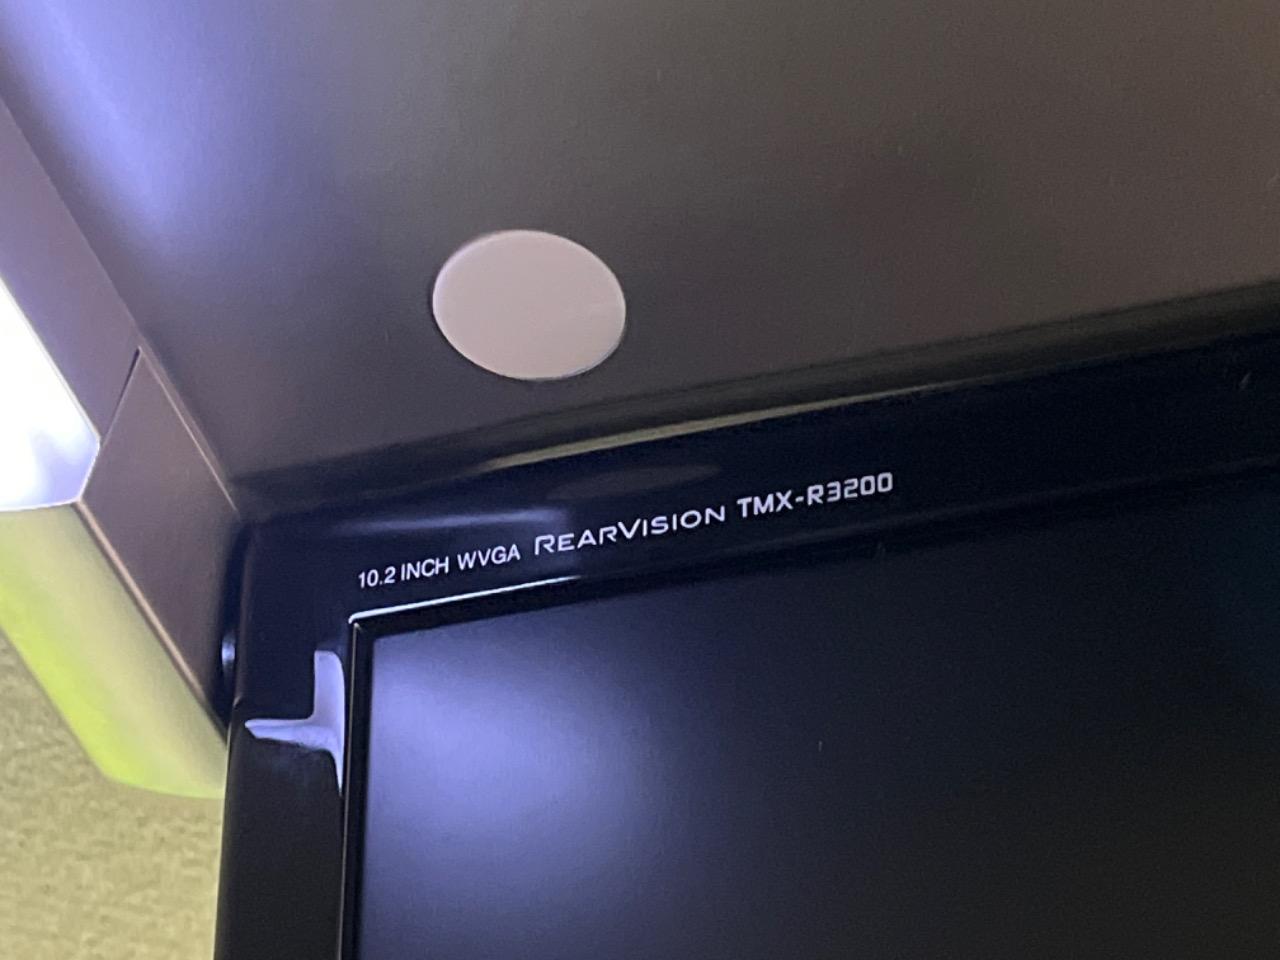 10.2 INCH WVGA REARVISION TMX-R3200